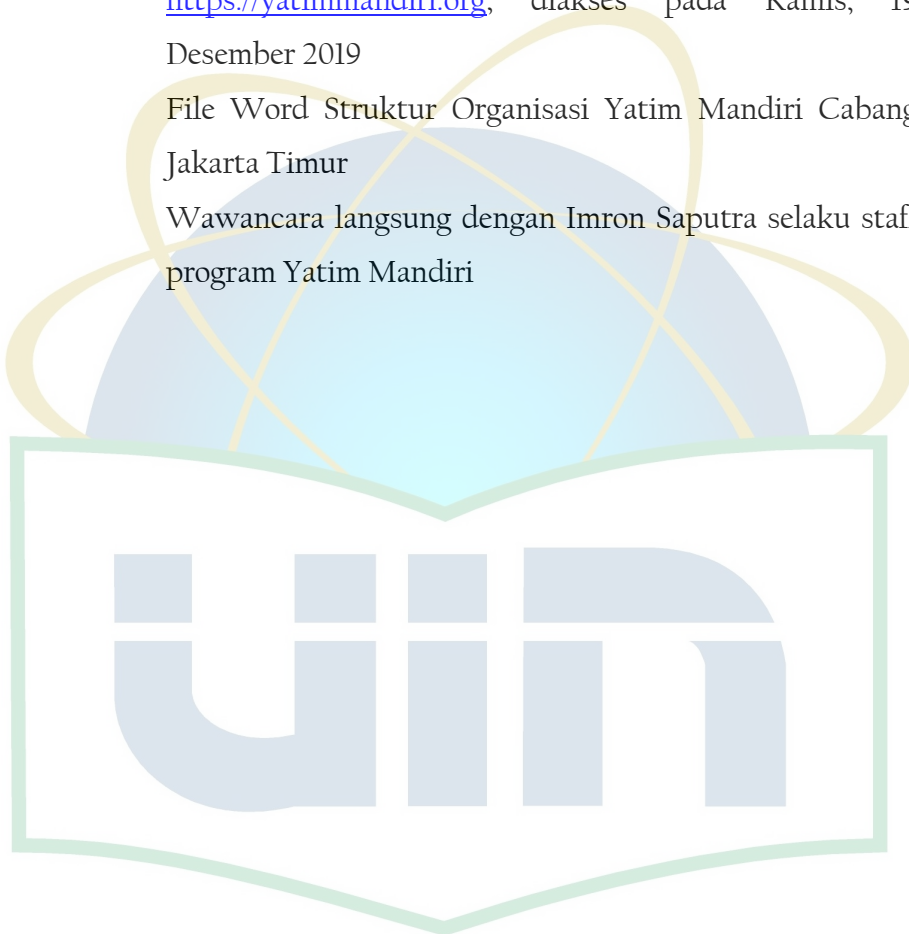 https://yatimmandiri.org, diakses pada Kamis,
Desember 2019
File Word Struktur Organisasi Yatim Mandiri Cabang
Jakarta Timur
Wawancara langsung dengan Imron Saputra selaku staf
program Yatim Mandiri
uin